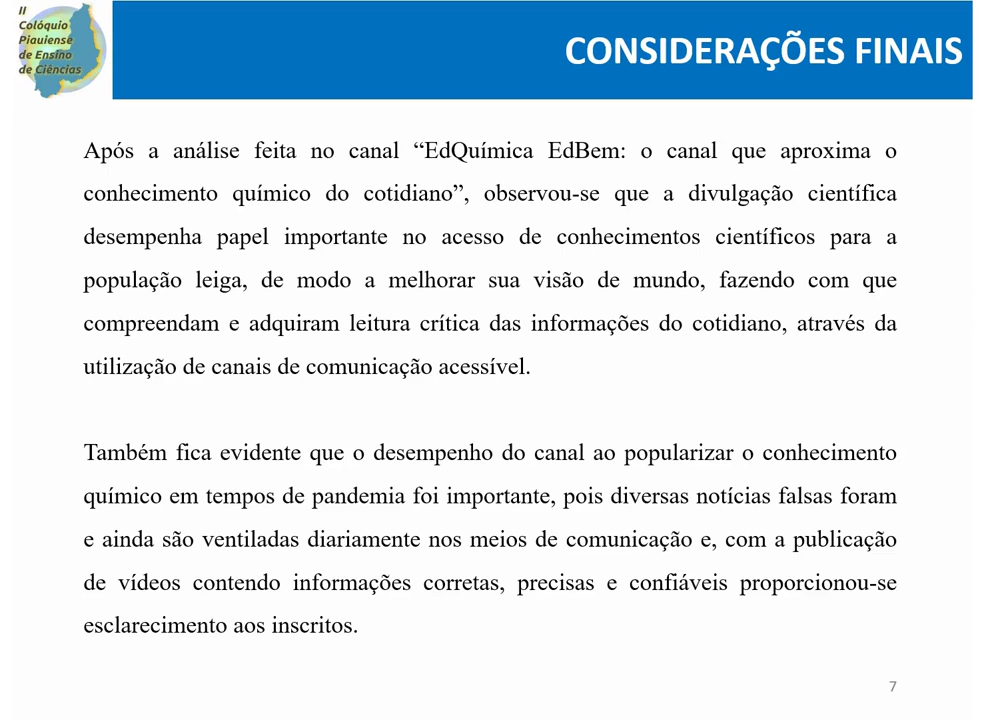 II
Colóquio
Piauiense
de Ensino
de Ciências
CONSIDERAÇÕES FINAIS
Após a análise feita no canal “EdQuímica EdBem: o canal que aproxima o
conhecimento químico do cotidiano”, observou-se que a divulgação científica
desempenha papel importante no acesso de conhecimentos científicos para a
população leiga, de modo a melhorar sua visão de mundo, fazendo com que
compreendam e adquiram leitura crítica das informações do cotidiano, através da
utilização de canais de comunicação acessível.
Também fica evidente que o desempenho do canal ao popularizar o conhecimento
químico em tempos de pandemia foi importante, pois diversas notícias falsas foram
e ainda são ventiladas diariamente nos meios de comunicação e, com a publicação
de vídeos contendo informações corretas, precisas e confiáveis proporcionou-se
esclarecimento aos inscritos.
7